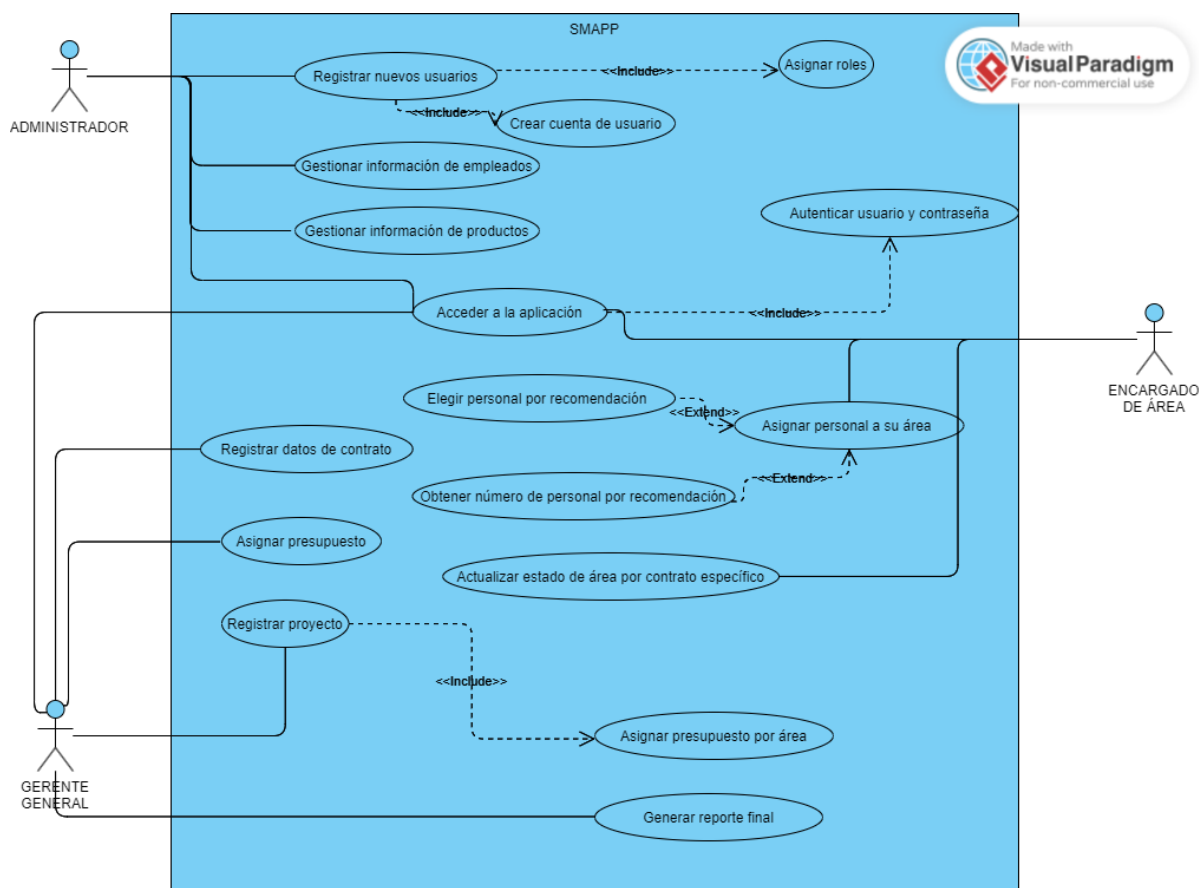 SMAPP
Made with
Visual Paradigm
For non-commercial use
ADMINISTRADOR
Registrar nuevos usuarios
<<Include>>
Asignar roles
<<Include>>
Crear cuenta de usuario
Gestionar información de empleados
Autenticar usuario y contraseña
Gestionar información de productos
Acceder a la aplicación
<<Include>>
ENCARGADO
DE ÁREA
Elegir personal por recomendación
<<Extend>>
Asignar personal a su área
Registrar datos de contrato
<<Extend>>
Obtener número de personal por recomendación
Asignar presupuesto
Actualizar estado de área por contrato específico
Registrar proyecto
<<Include>>
Asignar presupuesto por área
GERENTE
GENERAL
Generar reporte final